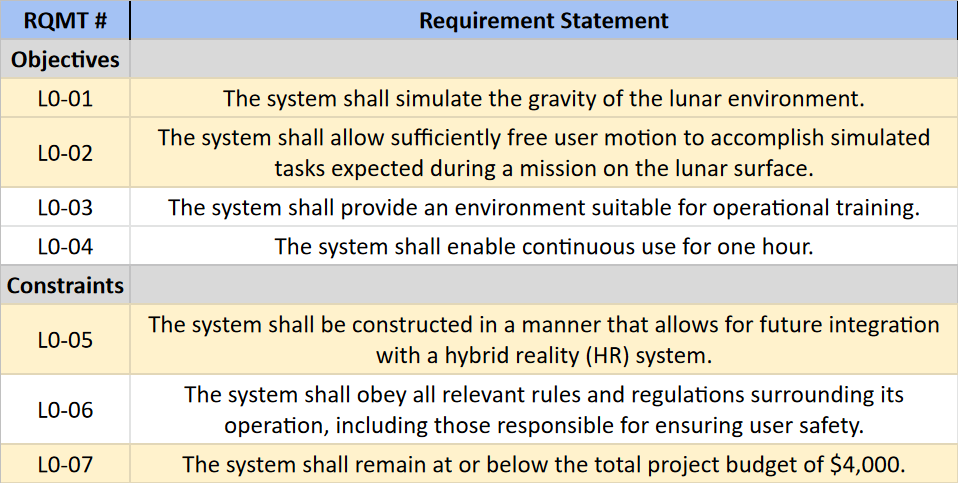 RQMT # Requirement Statement
Objectives
L0-01 The system shall simulate the gravity of the lunar environment.
L0-02 The system shall allow sufficiently free user motion to accomplish simulated
tasks expected during a mission on the lunar surface.
L0-03 The system shall provide an environment suitable for operational training.
L0-04 The system shall enable continuous use for one hour.
Constraints
L0-05 The system shall be constructed in a manner that allows for future integration
with a hybrid reality (HR) system.
L0-06 The system shall obey all relevant rules and regulations surrounding its
operation, including those responsible for ensuring user safety.
L0-07 The system shall remain at or below the total project budget of $4,000.